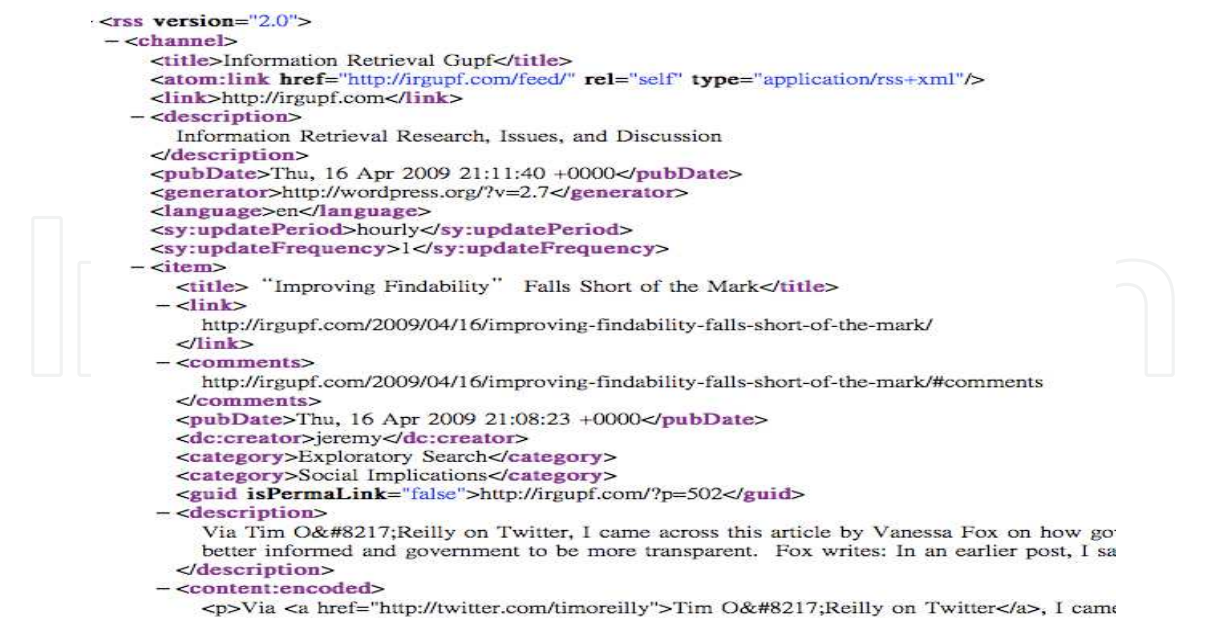 <rss version="2.0">
– <channel>
<title>Information Retrieval Gupf</title>
<atom:link href="http://irgupf.com/feed/" rel="self" type="application/rss+xml"/>
<link>http://irgupf.com</link>
– <description>
Information Retrieval Research, Issues, and Discussion
</description>
<pubDate>Thu, 16 Apr 2009 21:11:40 +0000</pubDate>
<generator>http://wordpress.org/?v=2.7</generator>
<language>en</language>
<sy:updatePeriod>hourly</sy:updatePeriod>
<sy:updateFrequency>1</sy:updateFrequency>
– <item>
<title> “Improving Findability” Falls Short of the Mark</title>
– <link>
http://irgupf.com/2009/04/16/improving-findability-falls-short-of-the-mark/
</link>
– <comments>
http://irgupf.com/2009/04/16/improving-findability-falls-short-of-the-mark/#comments
</comments>
<pubDate>Thu, 16 Apr 2009 21:08:23 +0000</pubDate>
<dc:creator>jeremy</dc:creator>
<category>Exploratory Search</category>
<category>Social Implications</category>
<guid isPermaLink="false">http://irgupf.com/?p=502</guid>
– <description>
Via Tim O&#8217;Reilly on Twitter, I came across this article by Vanessa Fox on how go
better informed and government to be more transparent. Fox writes: In an earlier post, I sa
</description>
– <content:encoded>
<p>Via <a href="http://twitter.com/timoreilly">Tim O&#8217;Reilly on Twitter</a>, I came